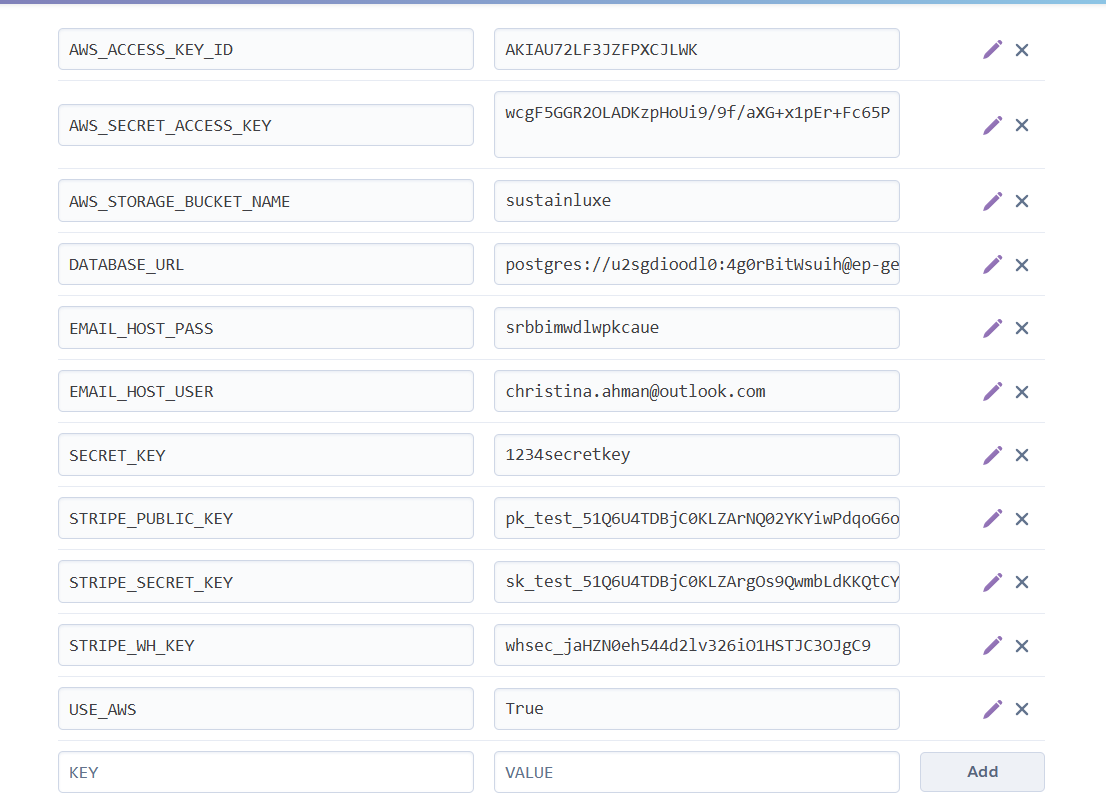 AWS_ACCESS_KEY_ID
AKIAU72LF3JZFPXCJLWK
AWS_SECRET_ACCESS_KEY
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
AWS_STORAGE_BUCKET_NAME
sustainluxe
DATABASE_URL
postgres://u2sgdioodl0:4g0rBitWsuih@ep-ge
EMAIL_HOST_PASS
srbbimwdlwpkcaue
EMAIL_HOST_USER
christina.ahman@outlook.com
SECRET_KEY
1234secretkey
STRIPE_PUBLIC_KEY
pk_test_51Q6U4TDBjC0KLZArNQ02YKYiwPdqoG6o
STRIPE_SECRET_KEY
sk_test_51Q6U4TDBjC0KLZArgOs9QwmbLdKKQtCY
STRIPE_WH_KEY
whsec_jaHZN0eh544d2lv326iO1HSTJC3OJgC9
USE_AWS
True
KEY
VALUE
Add